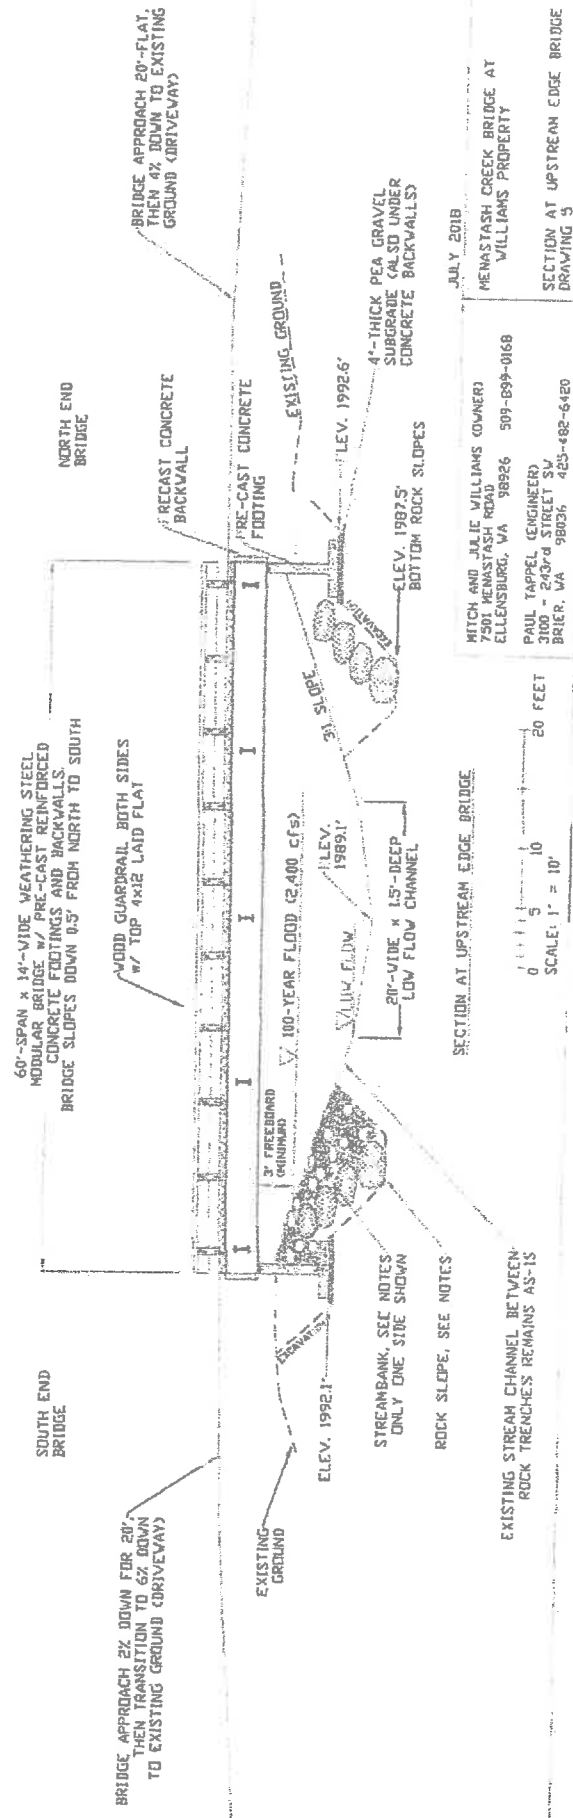 SOUTH END
BRIDGE
BRIDGE APPROACH 2% DOWN FOR 20',
THEN TRANSITION TO 6% DOWN
TO EXISTING GROUND (DRIVEWAY)
60'-SPAN x 14'-WIDE WEATHERING STEEL
MODULAR BRIDGE w/ PRE-CAST REINFORCED
CONCRETE FOOTINGS AND BACKWALLS.
BRIDGE SLOPES DOWN 0.5' FROM NORTH TO SOUTH
WOOD GUARDRAIL BOTH SIDES
w/ TOP 4x12 LAID FLAT
NORTH END
BRIDGE
BRIDGE APPROACH 20'-FLAT,
THEN 4% DOWN TO EXISTING
GROUND (DRIVEWAY)
RECAST CONCRETE
BACKWALL
PRE-CAST CONCRETE
FOOTING
EXISTING GROUND
EXISTING
GROUND
EXCAVATION
3' FREEBOARD
(MINIMUM)
100-YEAR FLOOD (2,400 cfs)
LOW FLOW
3:1 SLOPE
ELEV. 1992.1'
LEV. 1992.6'
4"-THICK PEA GRAVEL
SUBGRADE (ALSO UNDER
CONCRETE BACKWALLS)
EXCAVATION
ELEV. 1987.5'
BOTTOM ROCK SLOPES
ELEV.
1989.1'
20'-WIDE x 1.5'-DEEP
LOW FLOW CHANNEL
STREAMBANK, SEE NOTES
ONLY ONE SIDE SHOWN
ROCK SLOPE, SEE NOTES
EXISTING STREAM CHANNEL BETWEEN
ROCK TRENCHES REMAINS AS-IS
SECTION AT UPSTREAM EDGE BRIDGE
0 5 10 20 FEET
SCALE: 1" = 10'
MITCH AND JULIE WILLIAMS (OWNER)
7501 MENASTASH ROAD
ELLENSBURG, WA 98926 509-899-0168
PAUL TAPPEL (ENGINEER)
3100 - 243rd STREET SW
BRIER, WA 98036 425-482-6420
JULY 2018
MENASTASH CREEK BRIDGE AT
WILLIAMS PROPERTY
SECTION AT UPSTREAM EDGE BRIDGE
DRAWING 5